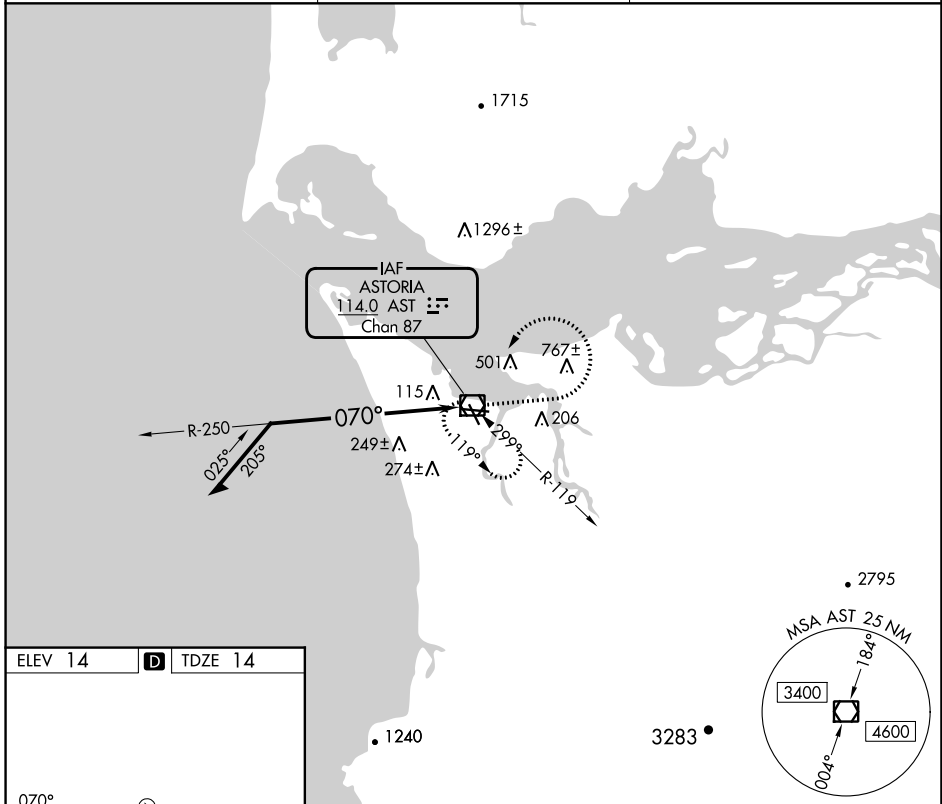 1715
1296±
IAF
ASTORIA
114.0 AST
Chan 87
501
767±
115
206
R-250
070°
249±
299°
025°
205°
119°
274±
R-119
2795
MSA AST 25 NM
184°
3400
4600
004°
ELEV 14 D TDZE 14
1240
3283
070°